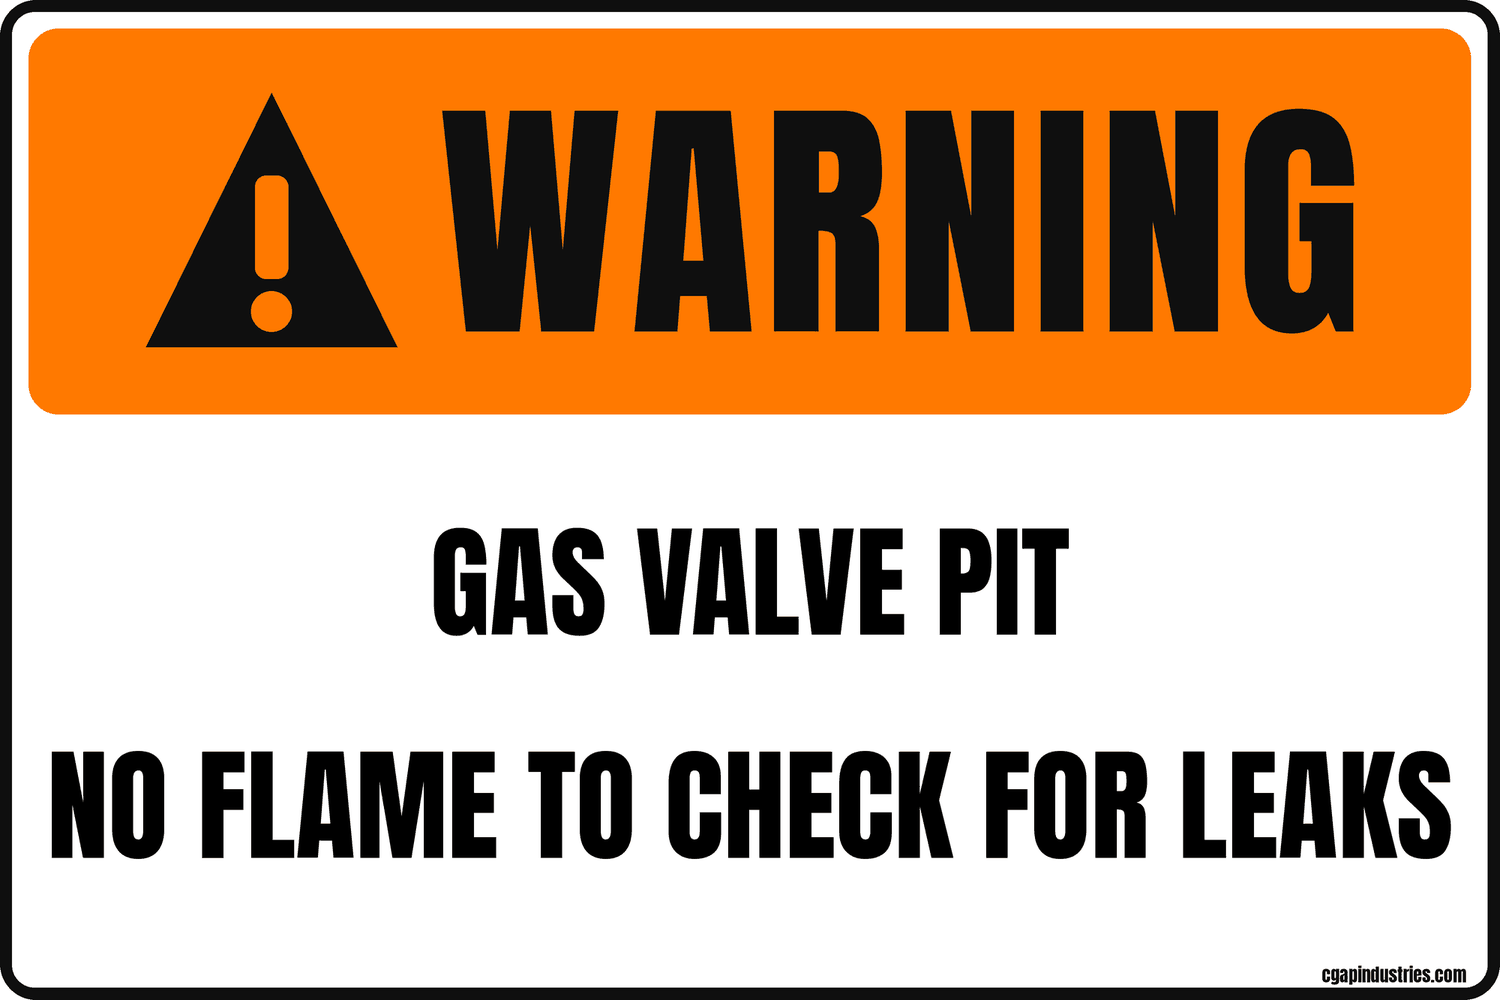 WARNING
GAS VALVE PIT
NO FLAME TO CHECK FOR LEAKS
cgapindustries.com